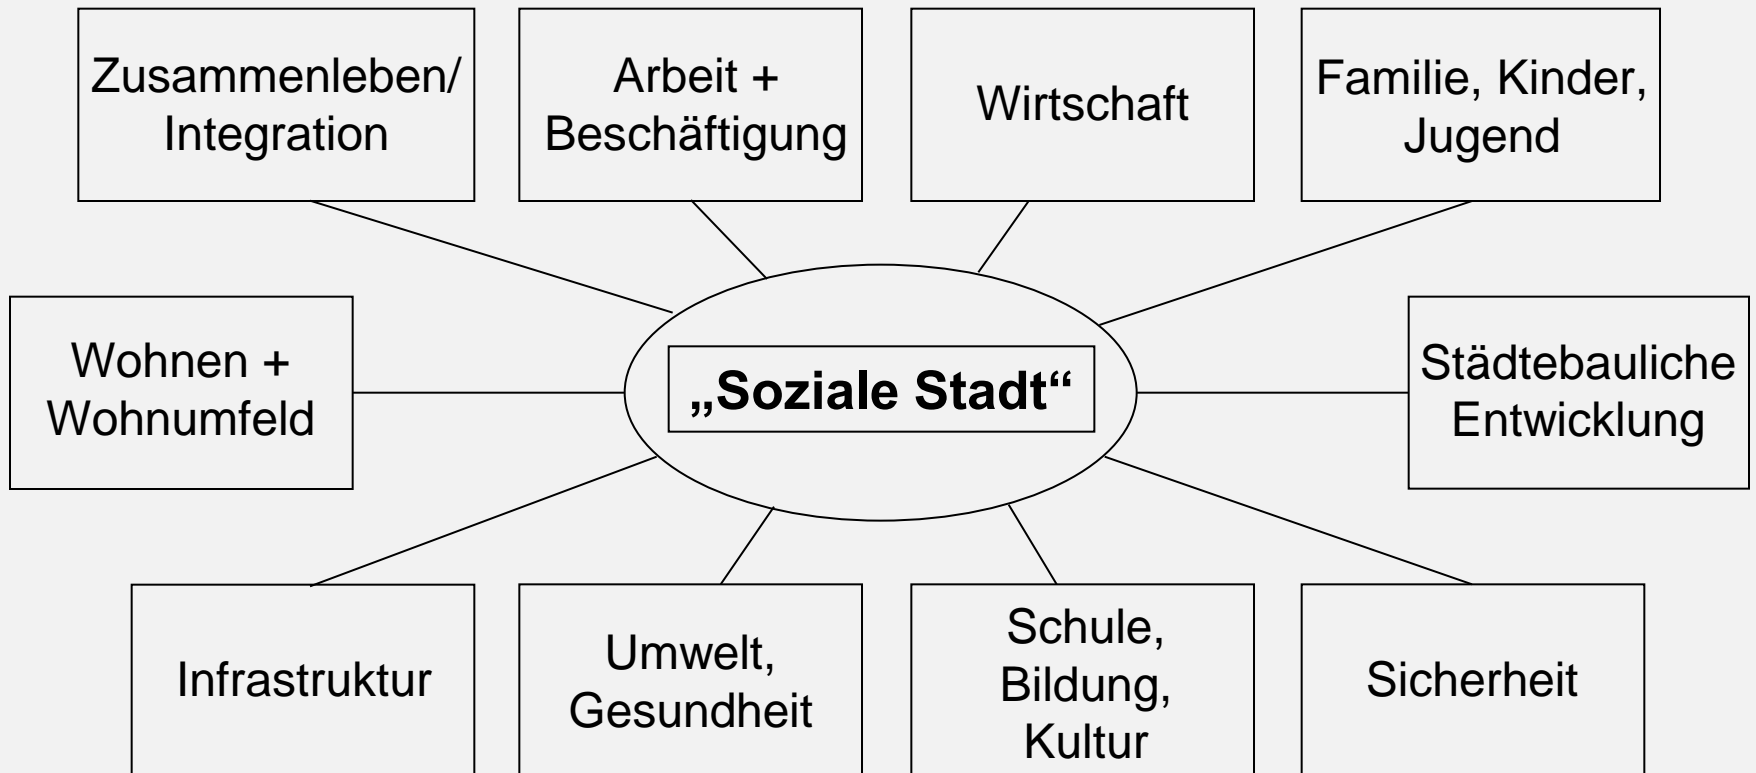 Zusammenleben/
Integration
Arbeit +
Beschäftigung
Wirtschaft
Familie, Kinder,
Jugend
Wohnen +
Wohnumfeld
„Soziale Stadt“
Städtebauliche
Entwicklung
Infrastruktur
Umwelt,
Gesundheit
Schule,
Bildung,
Kultur
Sicherheit